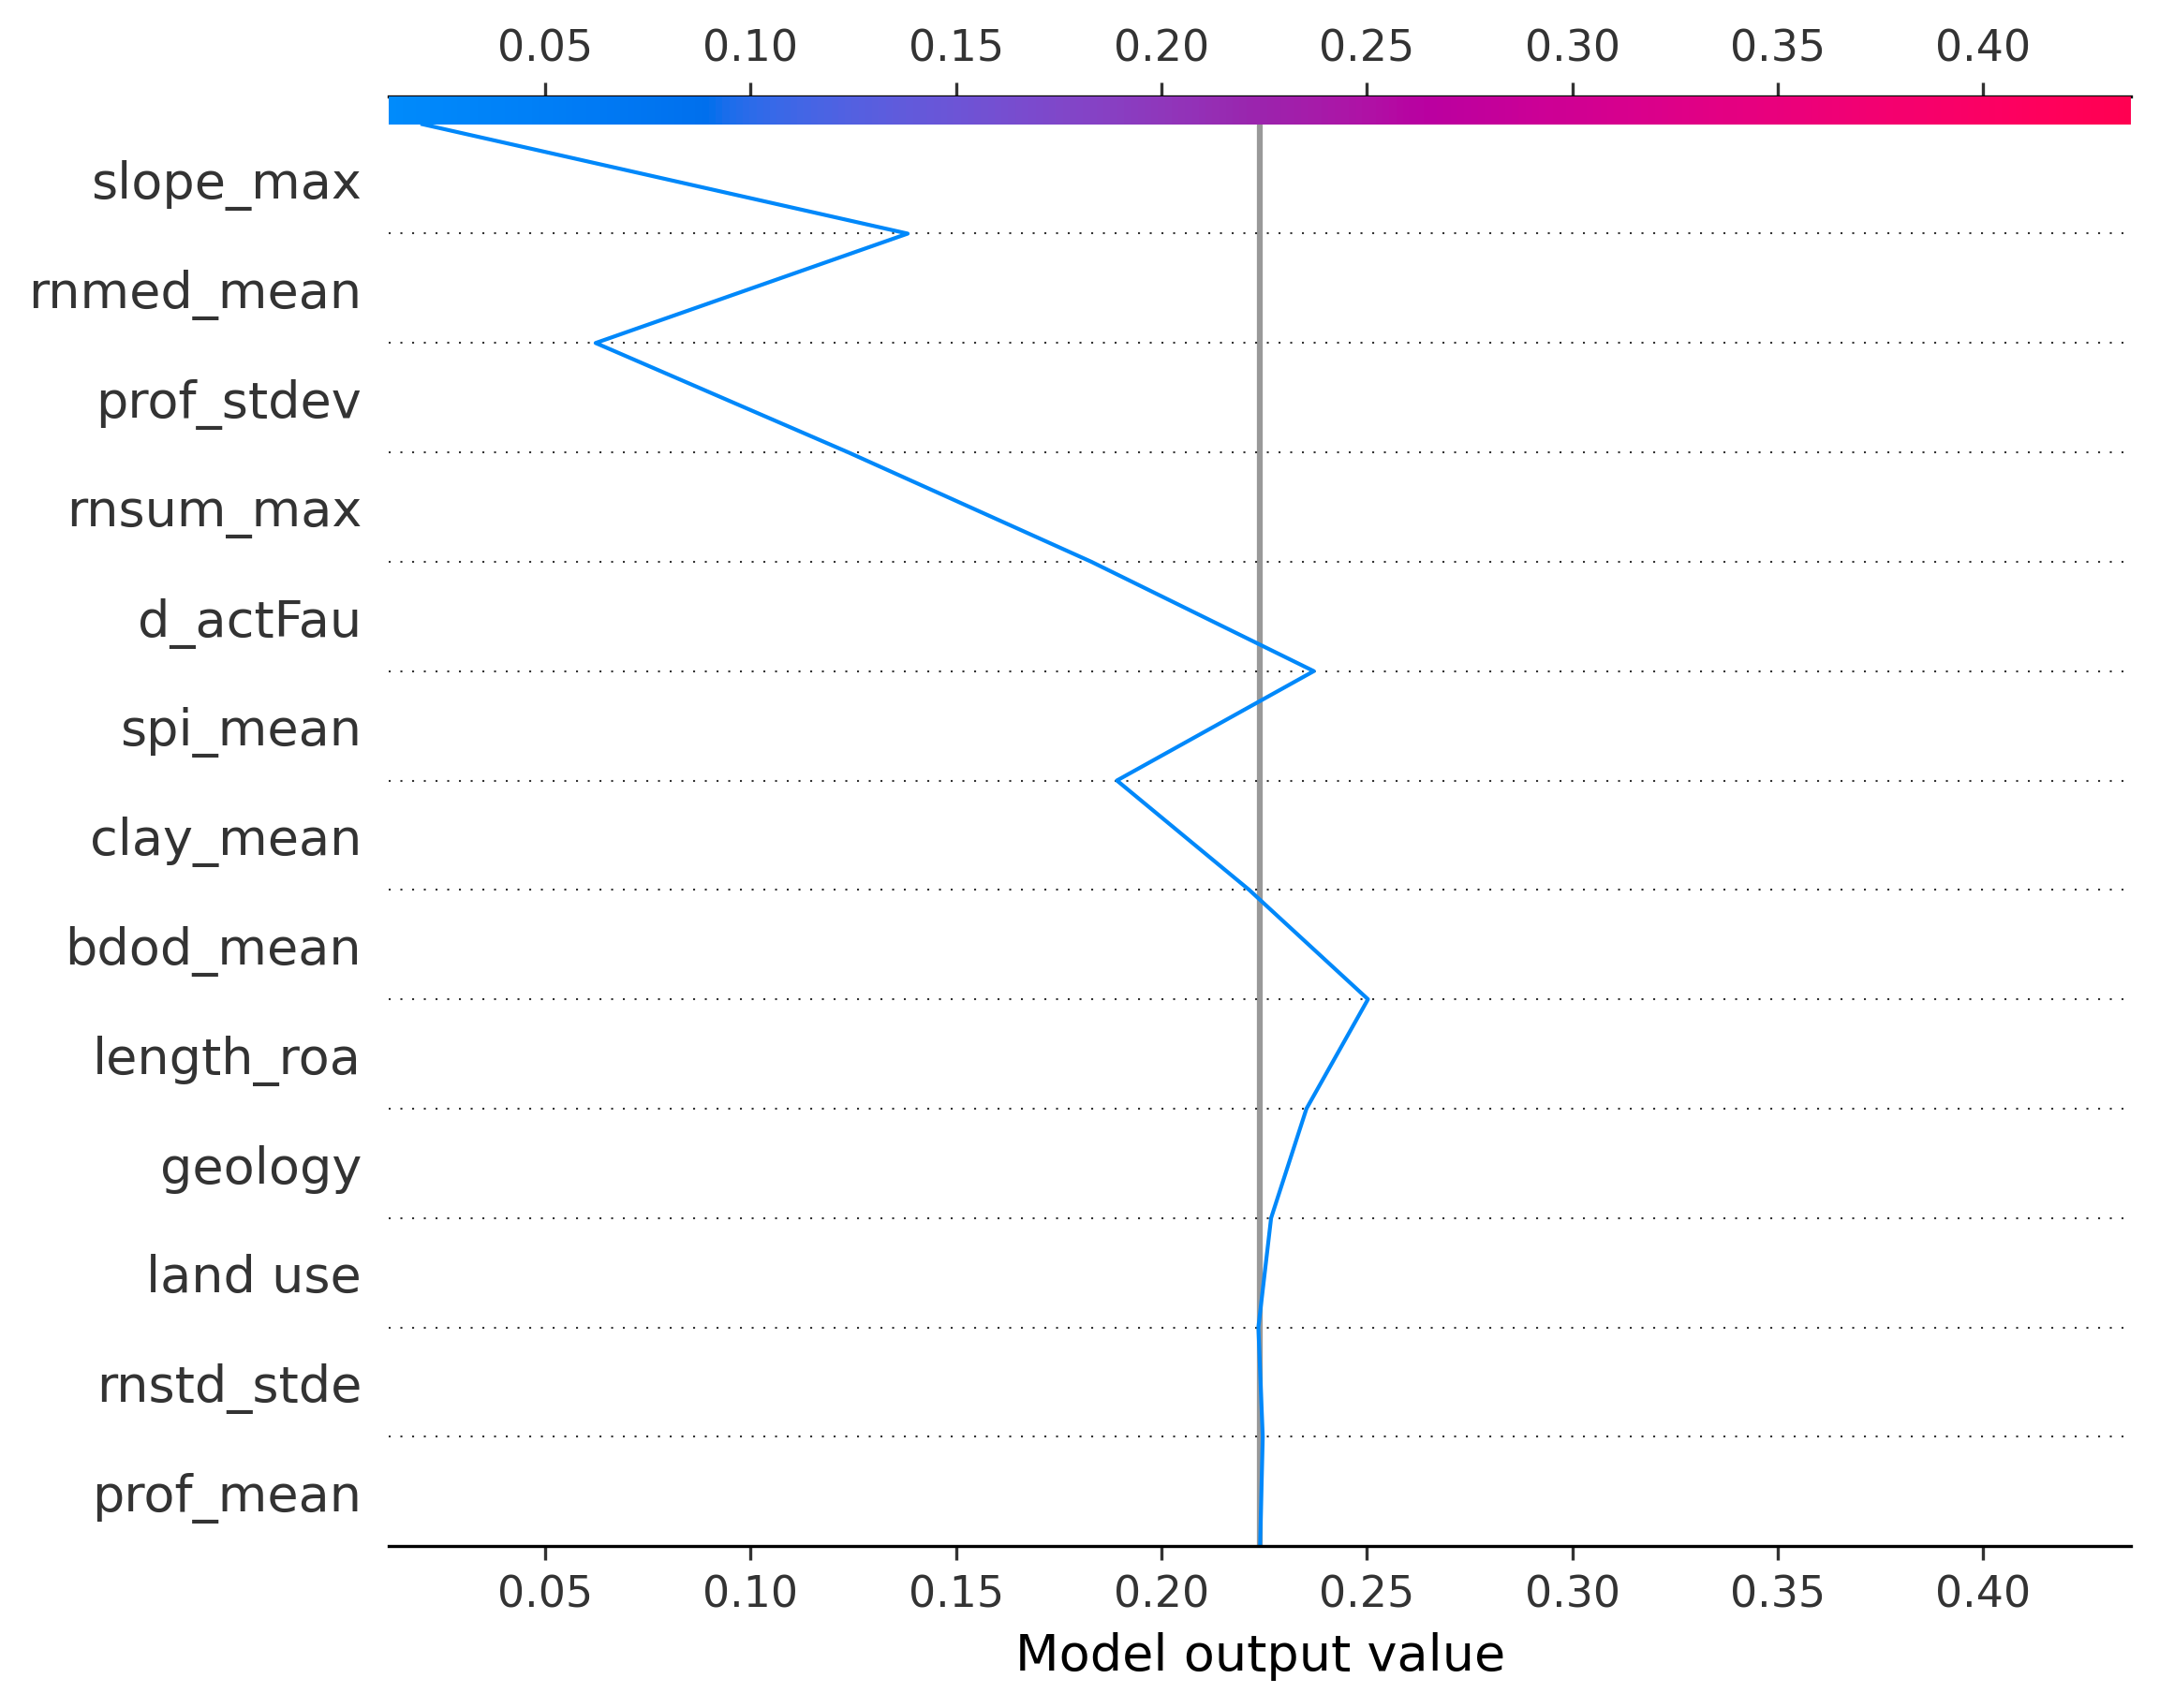 0.05 0.10 0.15 0.20 0.25 0.30 0.35 0.40
slope_max
rnmed_mean
prof_stdev
rnsum_max
d_actFau
spi_mean
clay_mean
bdod_mean
length_roa
geology
land use
rnstd_stde
prof_mean
0.05 0.10 0.15 0.20 0.25 0.30 0.35 0.40
Model output value